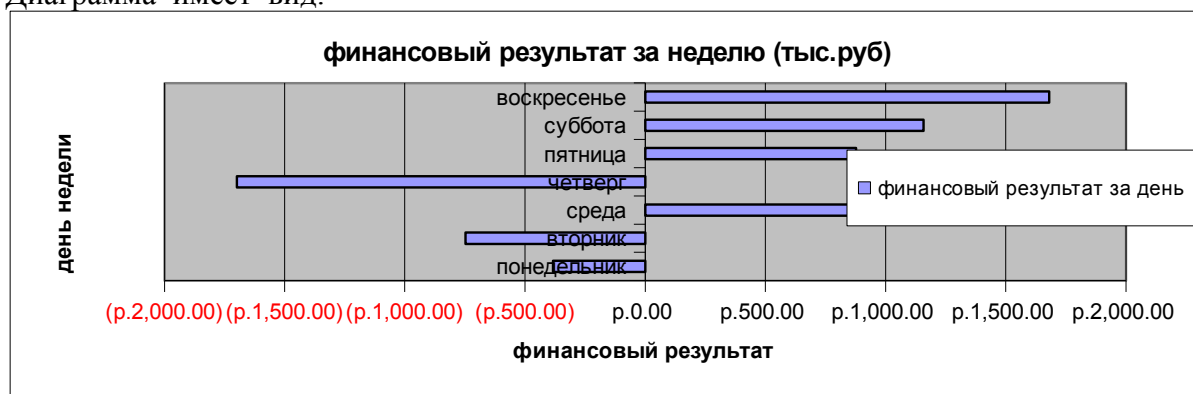 Диаграмма имеет вид:
финансовый результат за неделю (тыс.руб)
день недели
воскресенье
суббота
пятница
четверг
среда
вторник
понедельник
финансовый результат за день
(р.2,000.00) (р.1,500.00) (р.1,000.00) (р.500.00) р.0.00 р.500.00 р.1,000.00 р.1,500.00 р.2,000.00
финансовый результат